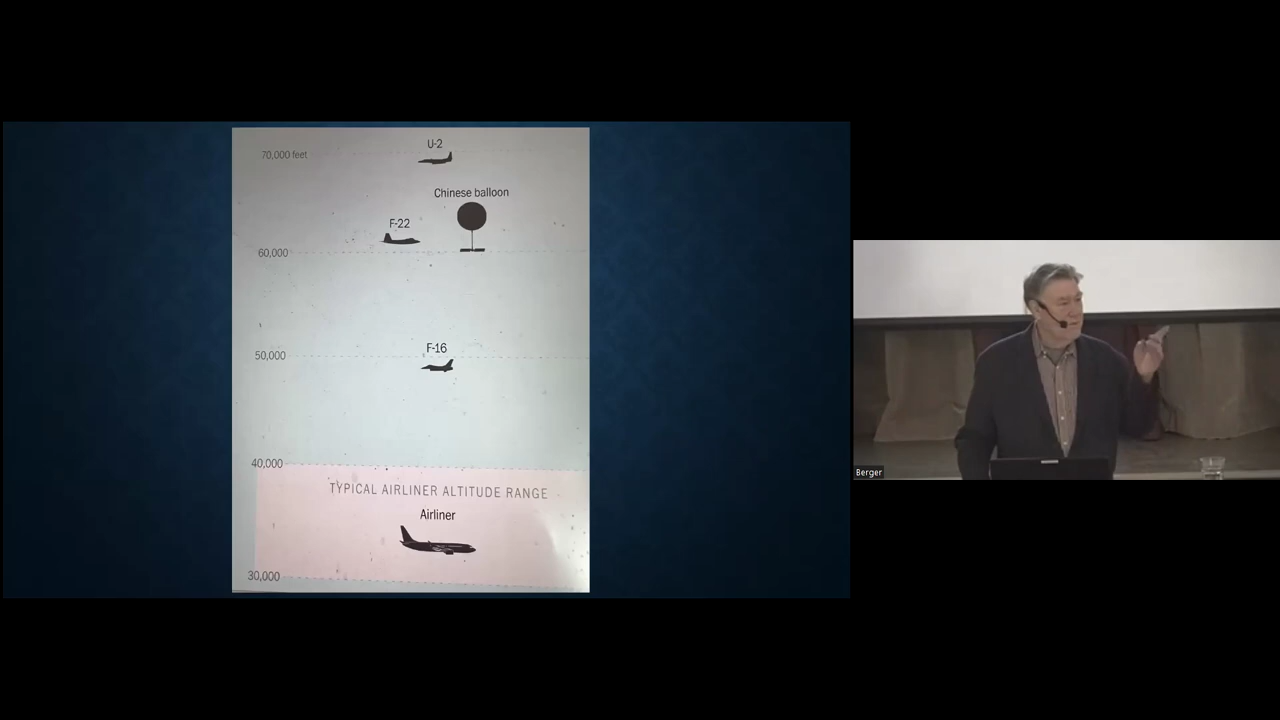 U-2
70,000 feet
Chinese balloon
F-22
60,000
F-16
50,000
40,000
TYPICAL AIRLINER ALTITUDE RANGE
Airliner
30,000
Berger